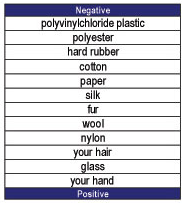 Negative
polyvinylchloride plastic
polyester
hard rubber
cotton
paper
silk
fur
wool
nylon
your hair
glass
your hand
Positive